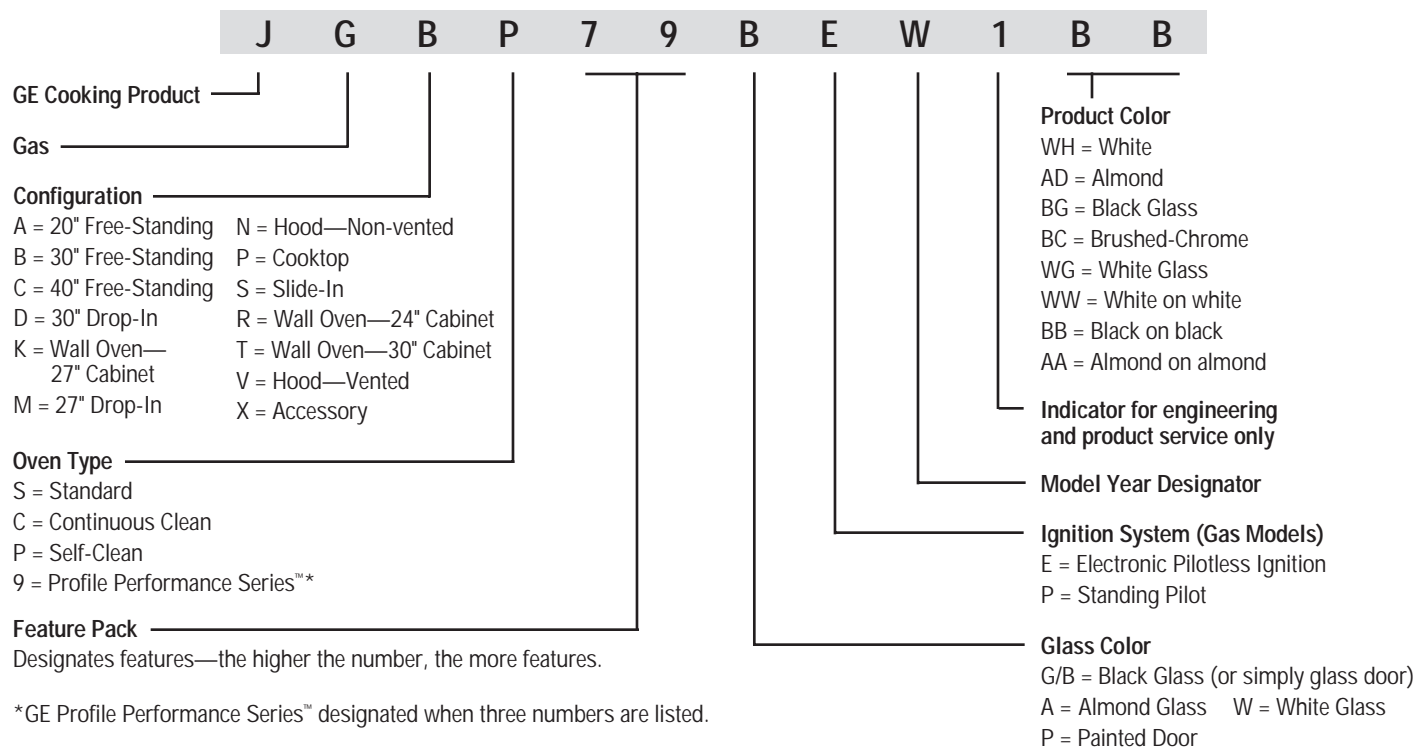 J G B P 7 9 B E W 1 B B
GE Cooking Product
Gas
Configuration
A = 20" Free-Standing
B = 30" Free-Standing
C = 40" Free-Standing
D = 30" Drop-In
K = Wall Oven—
27" Cabinet
M = 27" Drop-In
N = Hood—Non-vented
P = Cooktop
S = Slide-In
R = Wall Oven—24" Cabinet
T = Wall Oven—30" Cabinet
V = Hood—Vented
X = Accessory
Oven Type
S = Standard
C = Continuous Clean
P = Self-Clean
9 = Profile Performance Series™*
Feature Pack
Designates features—the higher the number, the more features.
*GE Profile Performance Series™ designated when three numbers are listed.
Product Color
WH = White
AD = Almond
BG = Black Glass
BC = Brushed-Chrome
WG = White Glass
WW = White on white
BB = Black on black
AA = Almond on almond
Indicator for engineering
and product service only
Model Year Designator
Ignition System (Gas Models)
E = Electronic Pilotless Ignition
P = Standing Pilot
Glass Color
G/B = Black Glass (or simply glass door)
A = Almond Glass W = White Glass
P = Painted Door